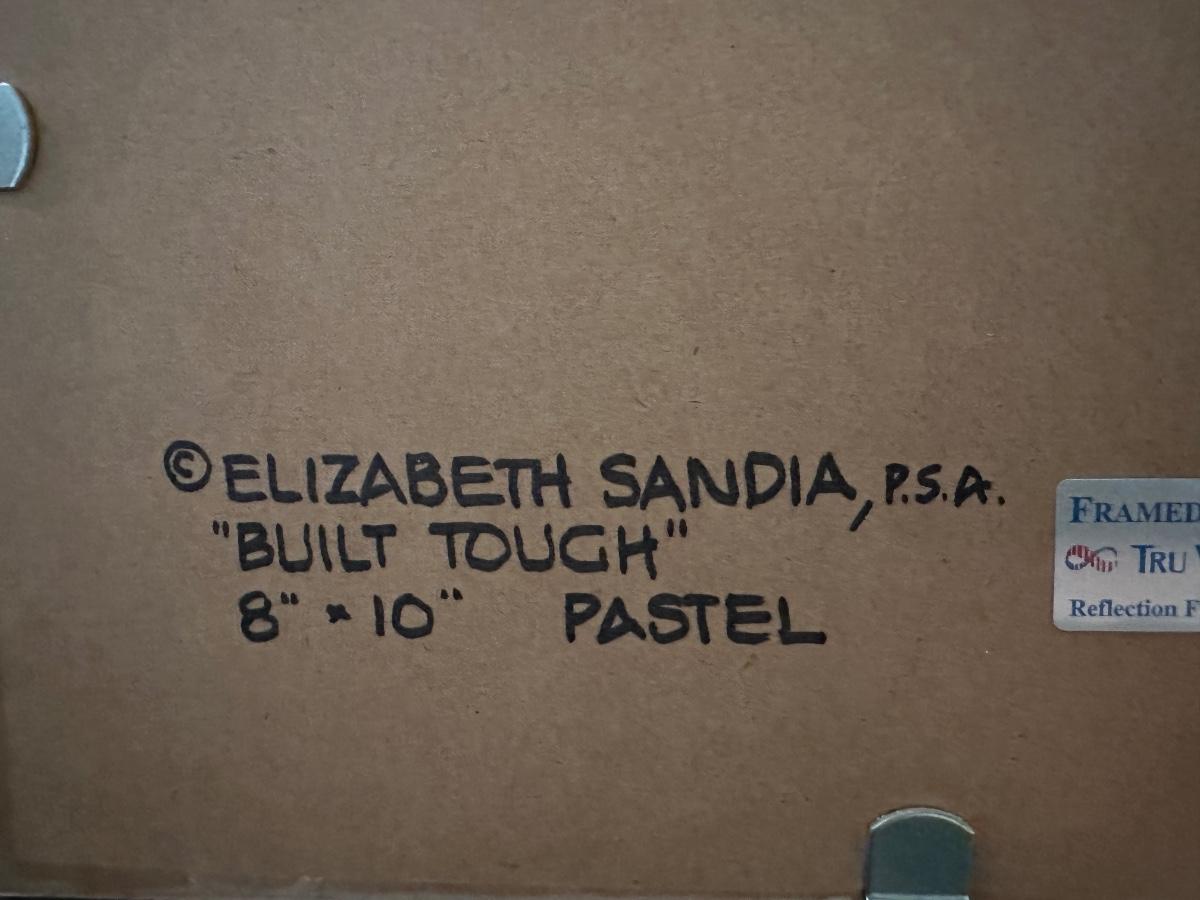 © ELIZABETH SANDIA, P.S.A.
"BUILT TOUGH"
8" x 10" PASTEL
FRAMED
TRU
Reflection F